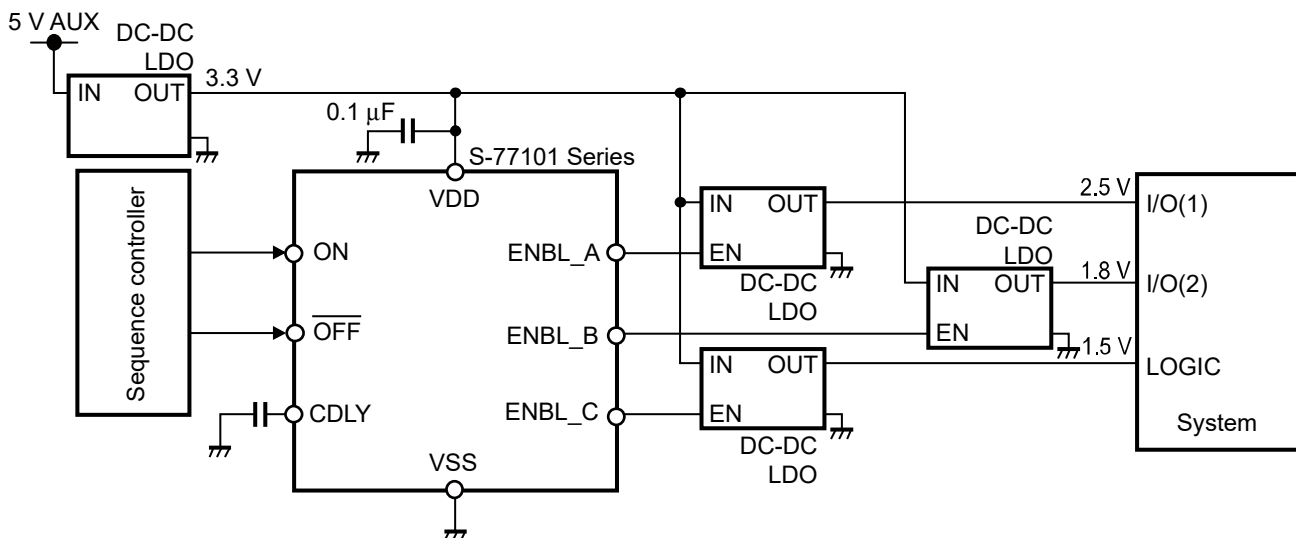 5 V AUX
DC-DC
LDO
IN
OUT
3.3 V
0.1 μF
S-77101 Series
VDD
Sequence controller
ON
OFF
CDLY
VSS
ENBL_A
ENBL_B
ENBL_C
IN
OUT
EN
DC-DC
LDO
DC-DC
LDO
IN
OUT
EN
IN
OUT
EN
DC-DC
LDO
2.5 V
1.8 V
1.5 V
I/O(1)
I/O(2)
LOGIC
System